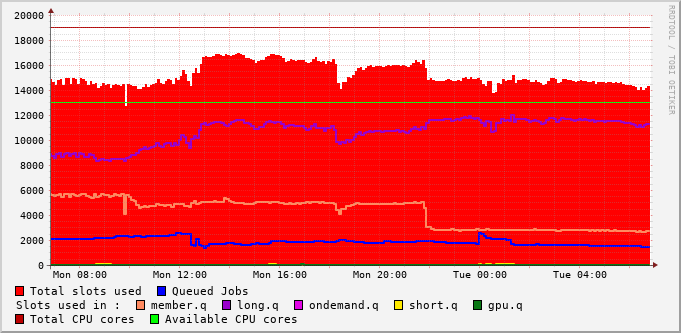 20000
18000
16000
14000
12000
10000
8000
6000
4000
2000
0
Mon 08:00 Mon 12:00 Mon 16:00 Mon 20:00 Tue 00:00 Tue 04:00
Total slots used Queued Jobs
Slots used in : member.q long.q ondemand.q short.q gpu.q
Total CPU cores Available CPU cores
RRDTOOL / TOBI OETIKER